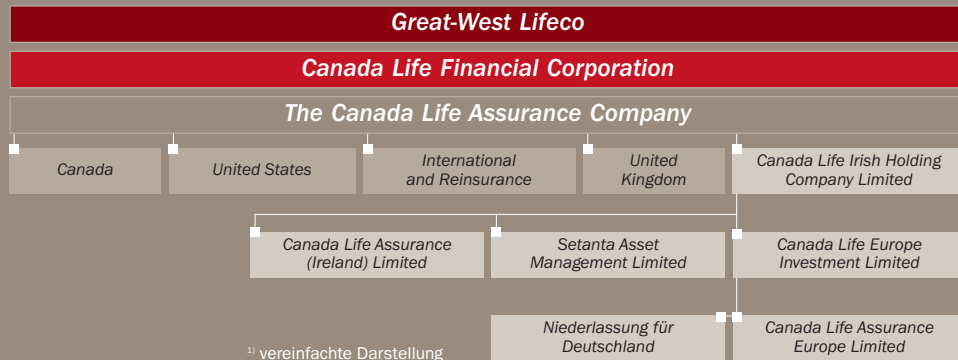 Great-West Lifeco
Canada Life Financial Corporation
The Canada Life Assurance Company
Canada
United States
International
and Reinsurance
United
Kingdom
Canada Life Irish Holding
Company Limited
Canada Life Assurance
(Ireland) Limited
Setanta Asset
Management Limited
Canada Life Europe
Investment Limited
Niederlassung für
Deutschland
Canada Life Assurance
Europe Limited
1) vereinfachte Darstellung